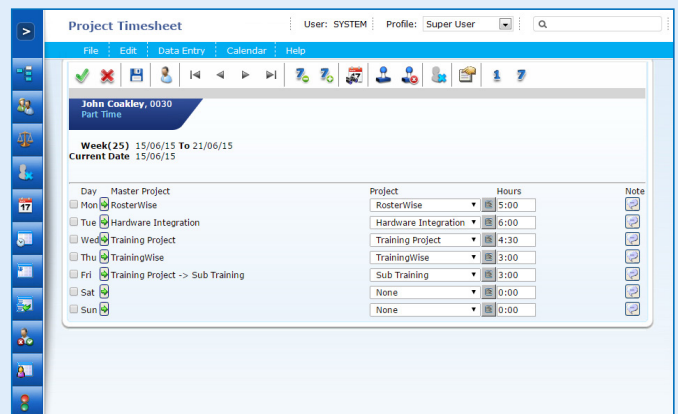 Project Timesheet
User: SYSTEM Profile: Super User
File Edit Data Entry Calendar Help
John Coakley, 0030
Part Time
Week(25) 15/06/15 To 21/06/15
Current Date 15/06/15
Day Master Project Project Hours Note
Mon RosterWise RosterWise 5:00
Tue Hardware Integration Hardware Integration 6:00
Wed Training Project Training Project 4:30
Thu TrainingWise TrainingWise 3:00
Fri Training Project -> Sub Training Sub Training 3:00
Sat None 0:00
Sun None 0:00
17